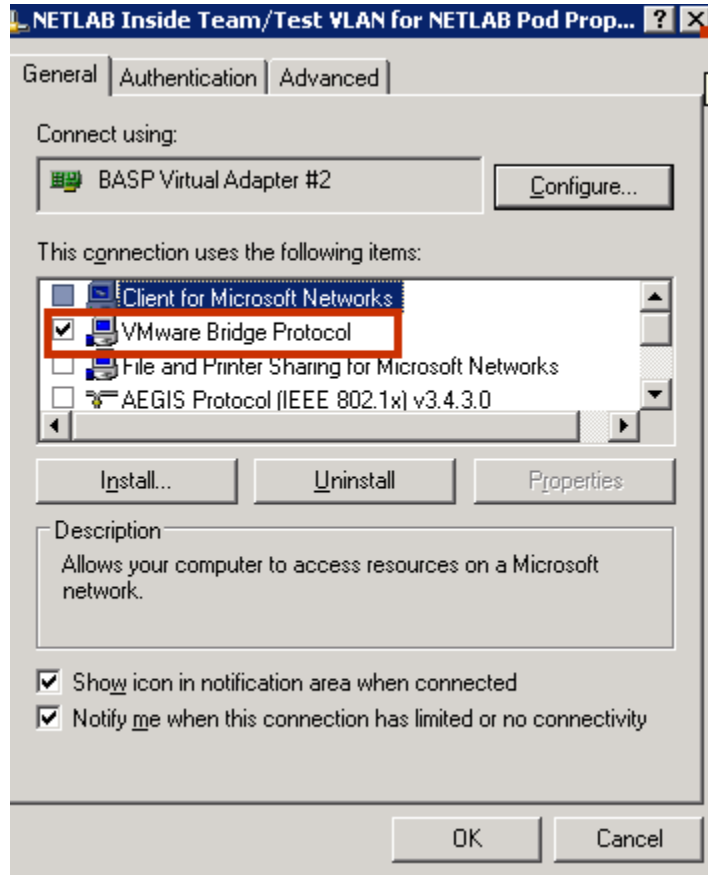 NETLAB Inside Team/Test VLAN for NETLAB Pod Prop...
General Authentication Advanced
Connect using:
BASP Virtual Adapter #2
Configure...
This connection uses the following items:
Client for Microsoft Networks
VMware Bridge Protocol
File and Printer Sharing for Microsoft Networks
AEGIS Protocol (IEEE 802.1x) v3.4.3.0
Install... Uninstall Properties
Description
Allows your computer to access resources on a Microsoft
network.
Show icon in notification area when connected
Notify me when this connection has limited or no connectivity
OK Cancel